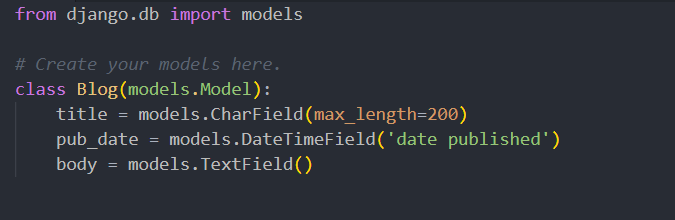 from django.db import models
# Create your models here.
class Blog(models.Model):
    title = models.CharField(max_length=200)
    pub_date = models.DateTimeField('date published')
    body = models.TextField()